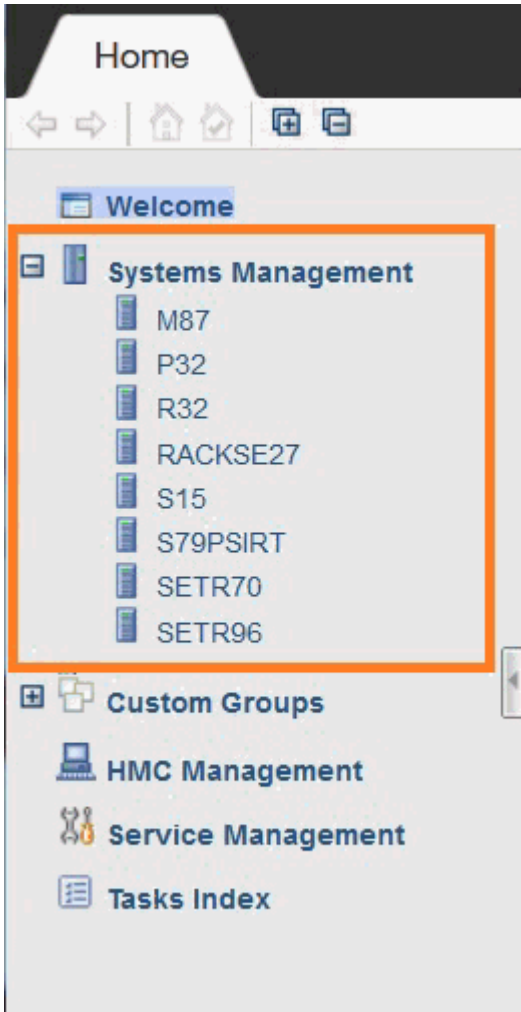 Home
Welcome
Systems Management
M87
P32
R32
RACKSE27
S15
S79PSIRT
SETR70
SETR96
Custom Groups
HMC Management
Service Management
Tasks Index